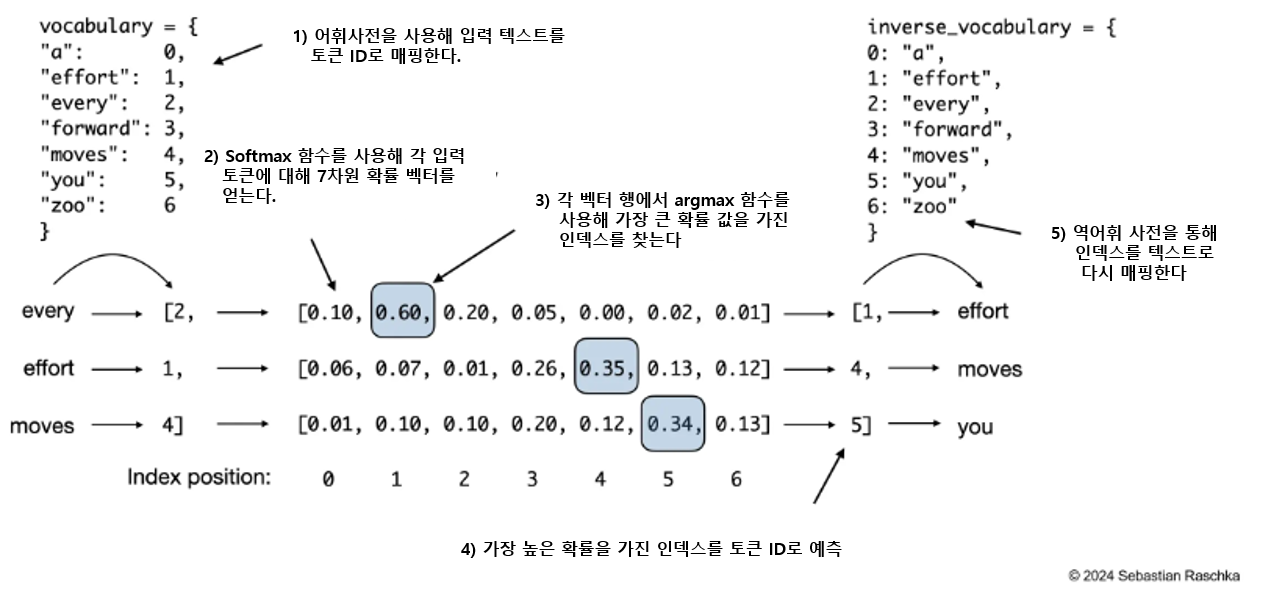 vocabulary = {
"a": 0,
"effort": 1,
"every": 2,
"forward": 3,
"moves": 4,
"you": 5,
"zoo": 6
}
1) 어휘사전을 사용해 입력 텍스트를
토큰 ID로 매핑한다.
2) Softmax 함수를 사용해 각 입력
토큰에 대해 7차원 확률 벡터를
얻는다.
3) 각 벡터 행에서 argmax 함수를
사용해 가장 큰 확률 값을 가진
인덱스를 찾는다
inverse_vocabulary = {
0: "a",
1: "effort",
2: "every",
3: "forward",
4: "moves",
5: "you",
6: "zoo"
}
5) 역어휘 사전을 통해
인덱스를 텍스트로
다시 매핑한다
every [2, [0.10, 0.60, 0.20, 0.05, 0.00, 0.02, 0.01] [1, effort
effort 1, [0.06, 0.07, 0.01, 0.26, 0.35, 0.13, 0.12] 4, moves
moves 4] [0.01, 0.10, 0.10, 0.20, 0.12, 0.34, 0.13] 5] you
Index position: 0 1 2 3 4 5 6
4) 가장 높은 확률을 가진 인덱스를 토큰 ID로 예측
© 2024 Sebastian Raschka